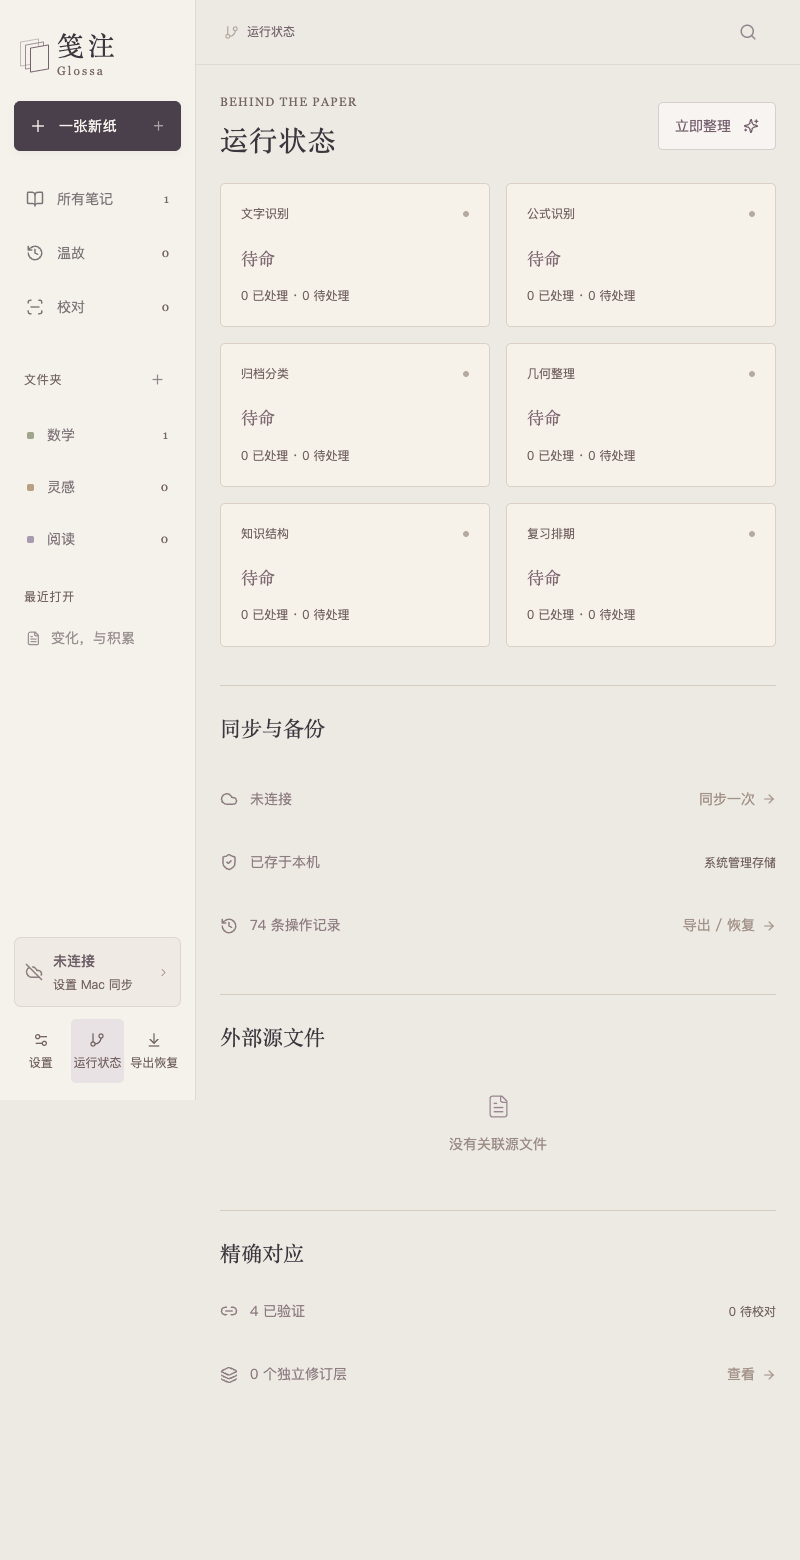 笺注
Glossa
一张新纸
所有笔记 1
温故 0
校对 0
文件夹
数学 1
灵感 0
阅读 0
最近打开
变化，与积累
未连接
设置 Mac 同步
设置
运行状态
导出恢复
运行状态
BEHIND THE PAPER
运行状态
立即整理
文字识别
待命
0 已处理 · 0 待处理
公式识别
待命
0 已处理 · 0 待处理
归档分类
待命
0 已处理 · 0 待处理
几何整理
待命
0 已处理 · 0 待处理
知识结构
待命
0 已处理 · 0 待处理
复习排期
待命
0 已处理 · 0 待处理
同步与备份
未连接 同步一次
已存于本机 系统管理存储
74 条操作记录 导出 / 恢复
外部源文件
没有关联源文件
精确对应
4 已验证 0 待校对
0 个独立修订层 查看